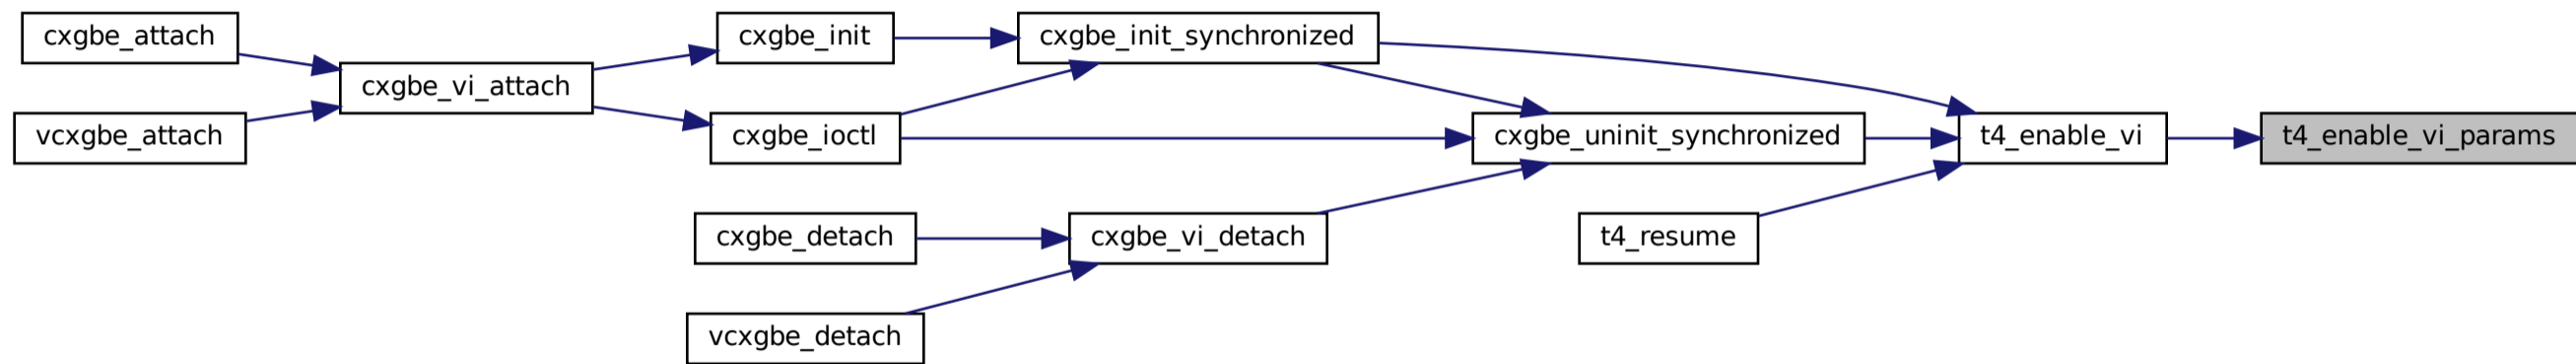 cxgbe_attach
cxgbe_init
cxgbe_init_synchronized
cxgbe_vi_attach
vcxgbe_attach
cxgbe_ioctl
cxgbe_uninit_synchronized
t4_enable_vi
t4_enable_vi_params
cxgbe_detach
cxgbe_vi_detach
t4_resume
vcxgbe_detach